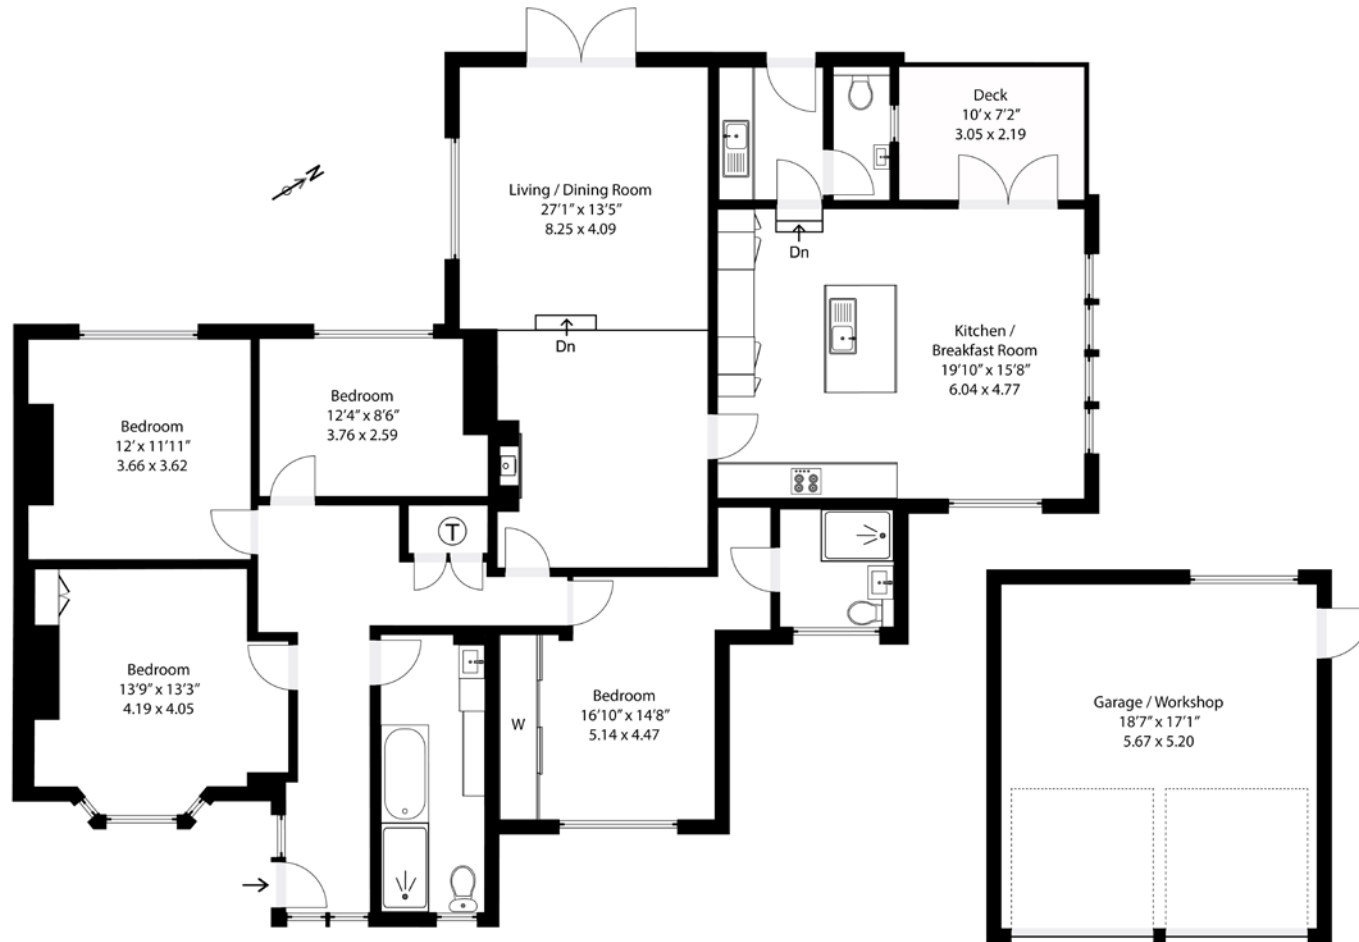 Deck
10' x 7'2"
3.05 x 2.19
N
Living / Dining Room
27'1" x 13'5"
8.25 x 4.09
Dn
Dn
Kitchen /
Breakfast Room
19'10" x 15'8"
6.04 x 4.77
Bedroom
12'4" x 8'6"
3.76 x 2.59
Bedroom
12' x 11'11"
3.66 x 3.62
T
Bedroom
13'9" x 13'3"
4.19 x 4.05
W
Bedroom
16'10" x 14'8"
5.14 x 4.47
Garage / Workshop
18'7" x 17'1"
5.67 x 5.20